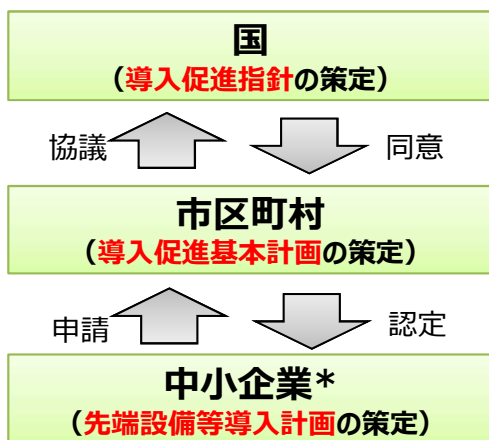 国
（導入促進指針の策定）
協議 同意
市区町村
（導入促進基本計画の策定）
申請 認定
中小企業*
（先端設備等導入計画の策定）